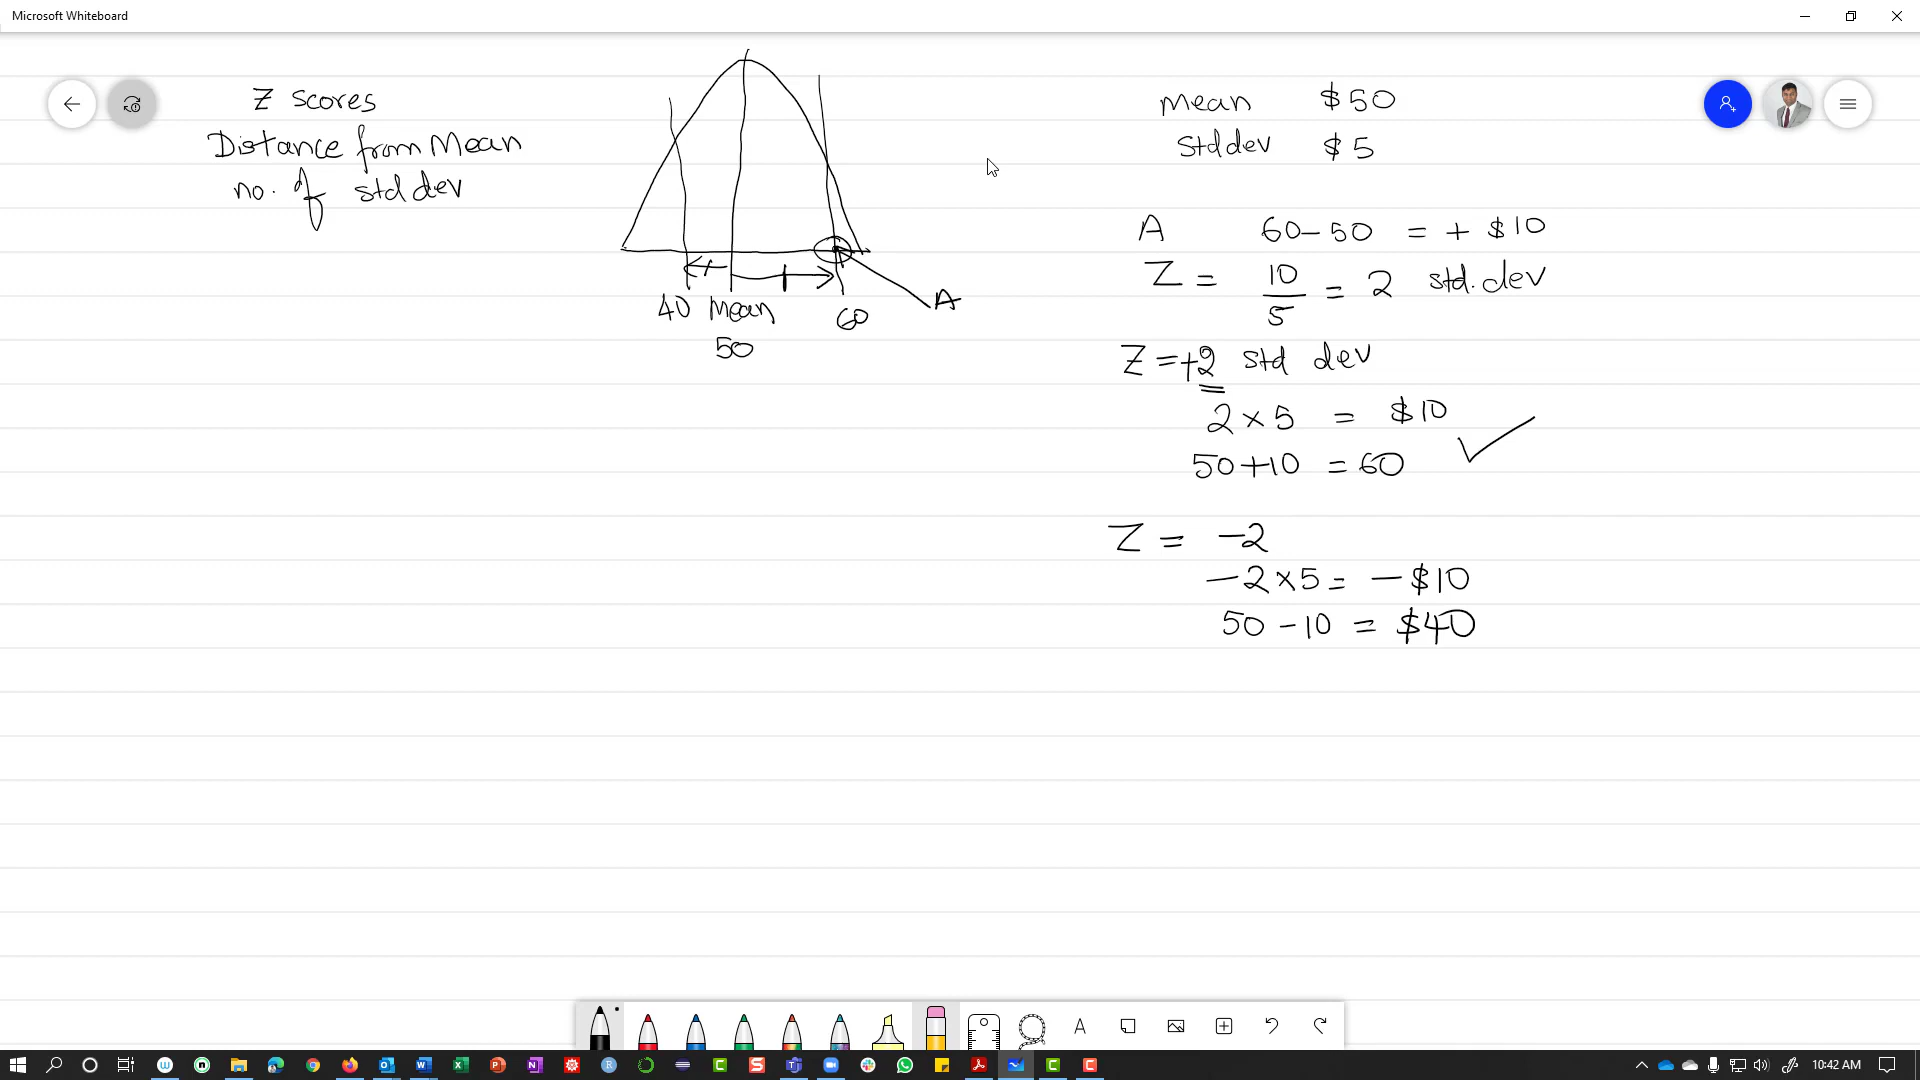 Microsoft Whiteboard
Z scores
Distance from Mean
no. of std dev
40 Mean 60 A
50
mean $50
std dev $5
A 60-50 = + $10
Z = 10/5 = 2 std.dev
Z = +2 std dev
2 × 5 = $10
50+10 = 60 ✓
Z = -2
-2×5 = -$10
50-10 = $40
A
10:42 AM